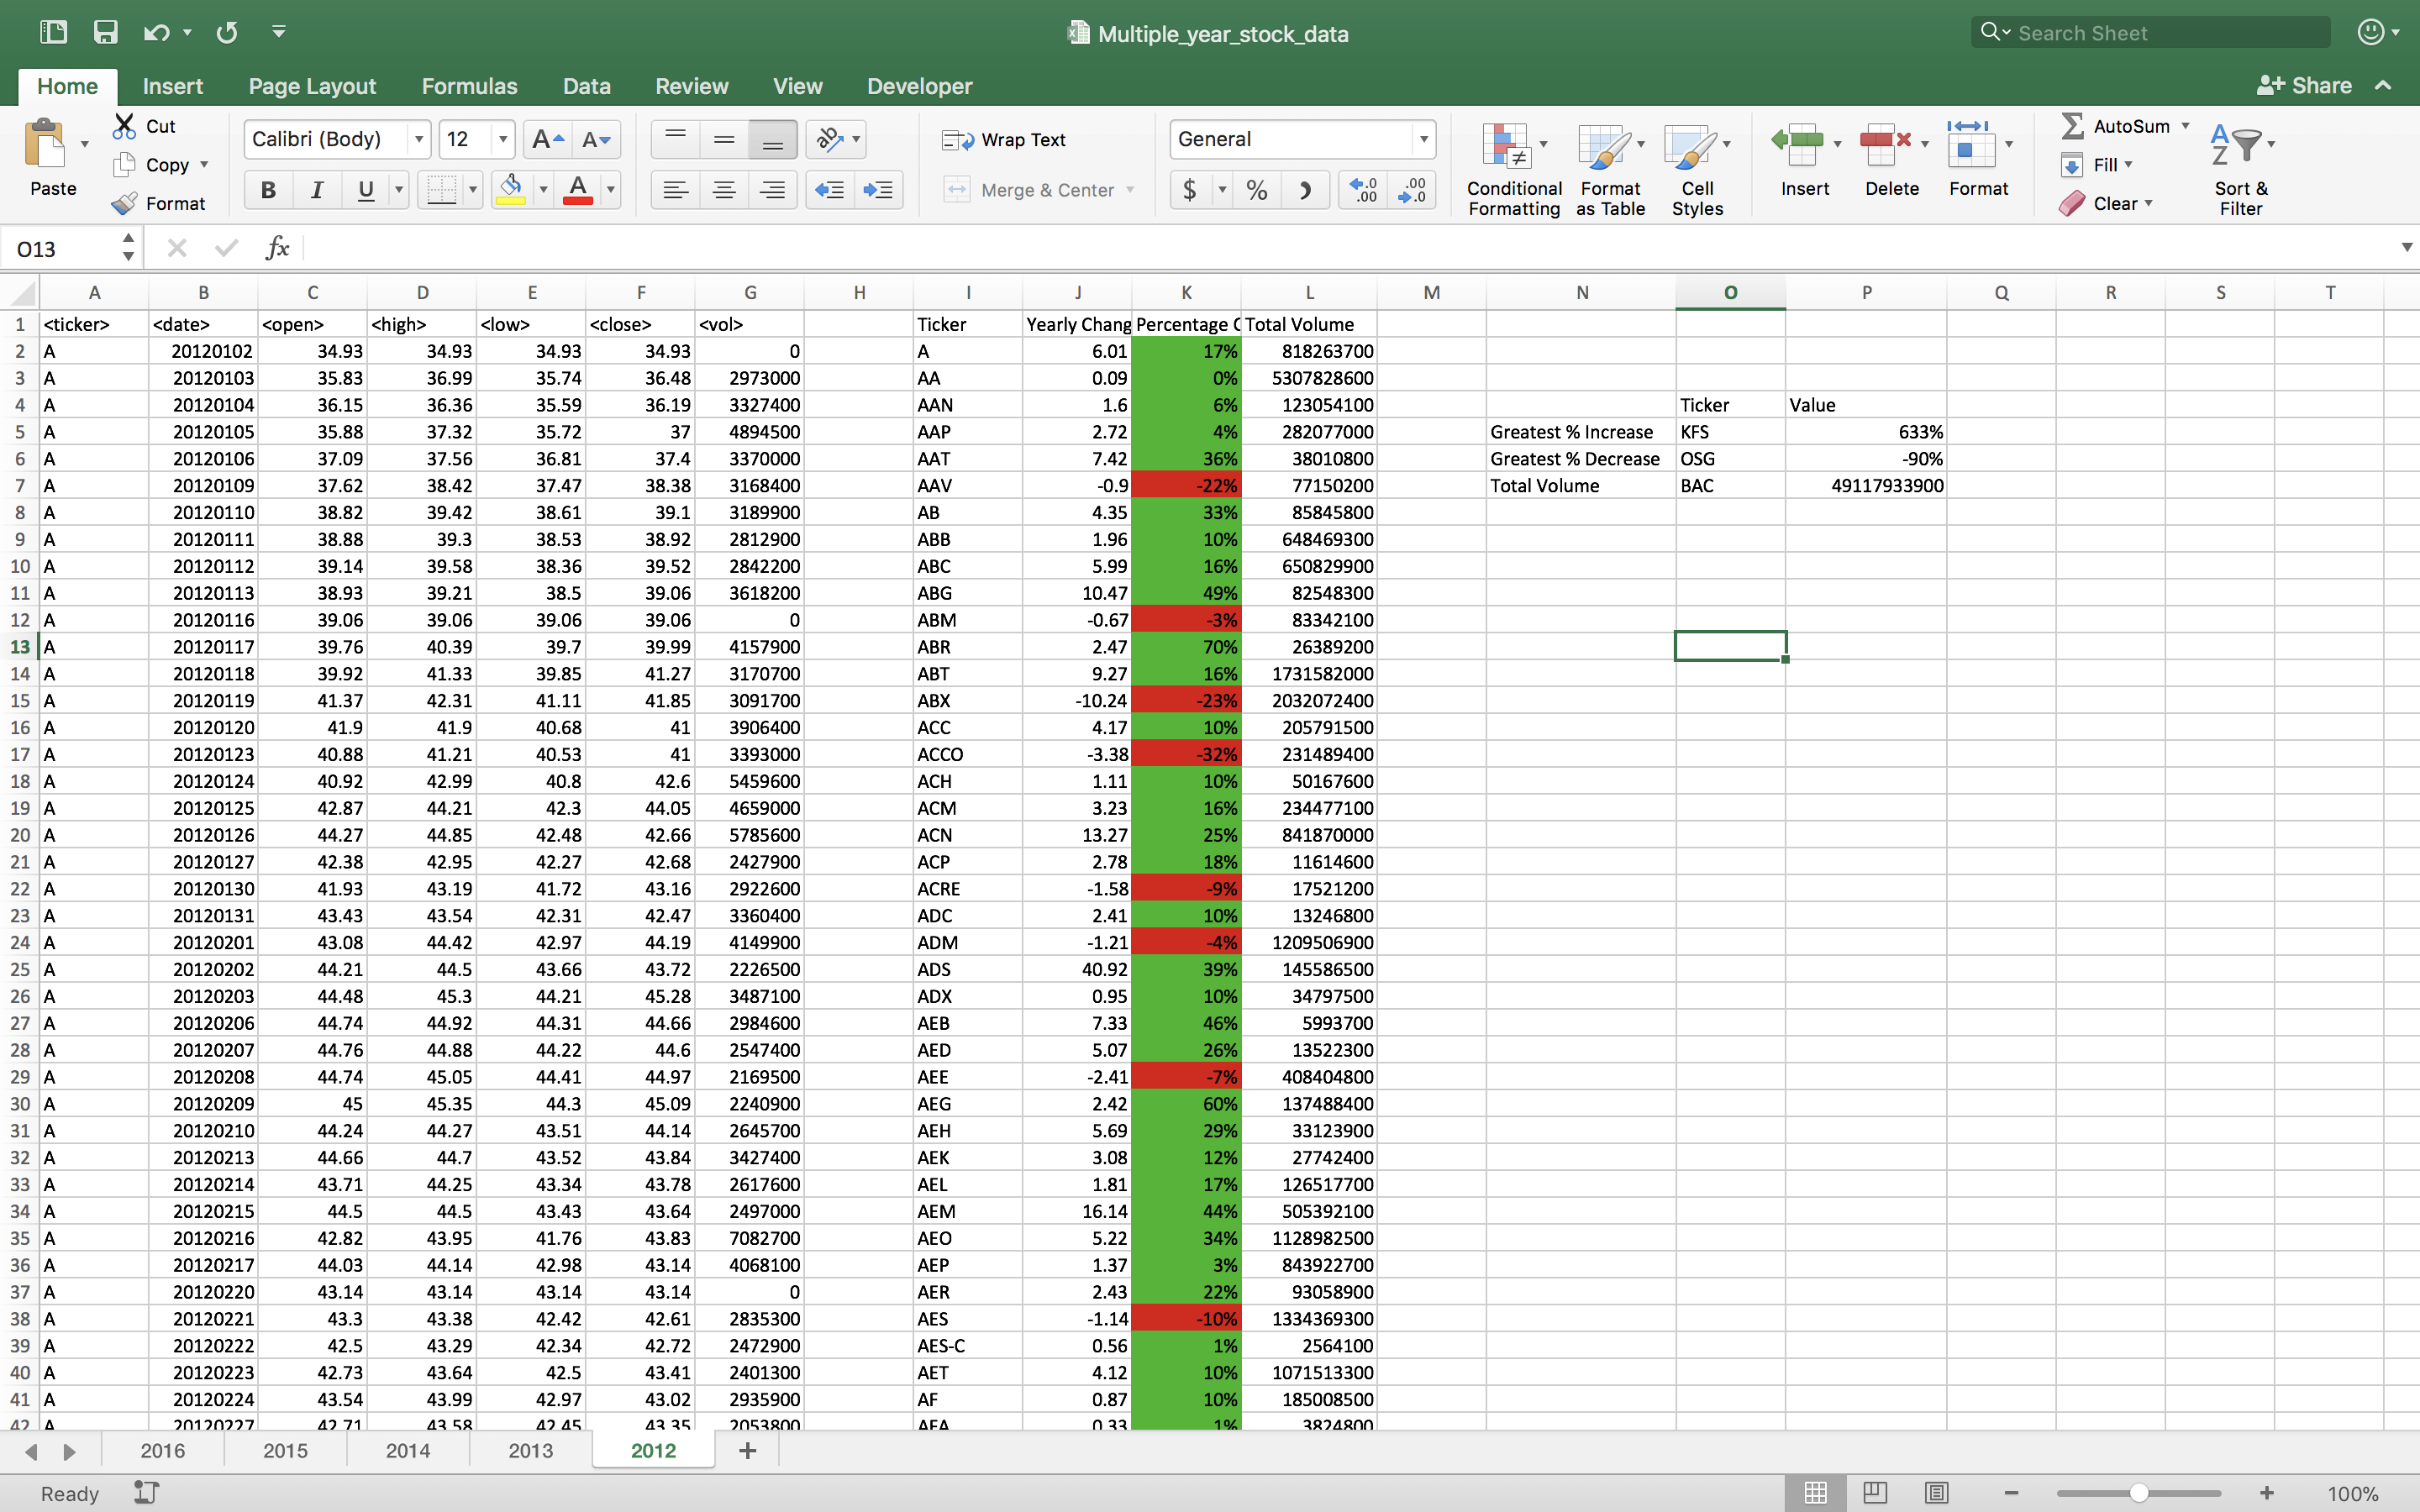 Multiple_year_stock_data
Search Sheet
Home Insert Page Layout Formulas Data Review View Developer Share
Paste Cut Copy Format
Calibri (Body) 12 A A
B I U A
Wrap Text
Merge & Center
General
$ % .0 .00 .00 .0
Conditional Formatting
Format as Table
Cell Styles
Insert Delete Format
AutoSum
Fill
Clear
Sort & Filter
O13 fx
A B C D E F G H I J K L M N O P Q R S T
1 <ticker> <date> <open> <high> <low> <close> <vol> Ticker Yearly Chang Percentage C Total Volume
2 A 20120102 34.93 34.93 34.93 34.93 0 A 6.01 17% 818263700
3 A 20120103 35.83 36.99 35.74 36.48 2973000 AA 0.09 0% 5307828600
4 A 20120104 36.15 36.36 35.59 36.19 3327400 AAN 1.6 6% 123054100 Ticker Value
5 A 20120105 35.88 37.32 35.72 37 4894500 AAP 2.72 4% 282077000 Greatest % Increase KFS 633%
6 A 20120106 37.09 37.56 36.81 37.4 3370000 AAT 7.42 36% 38010800 Greatest % Decrease OSG -90%
7 A 20120109 37.62 38.42 37.47 38.38 3168400 AAV -0.9 -22% 77150200 Total Volume BAC 49117933900
8 A 20120110 38.82 39.42 38.61 39.1 3189900 AB 4.35 33% 85845800
9 A 20120111 38.88 39.3 38.53 38.92 2812900 ABB 1.96 10% 648469300
10 A 20120112 39.14 39.58 38.36 39.52 2842200 ABC 5.99 16% 650829900
11 A 20120113 38.93 39.21 38.5 39.06 3618200 ABG 10.47 49% 82548300
12 A 20120116 39.06 39.06 39.06 39.06 0 ABM -0.67 -3% 83342100
13 A 20120117 39.76 40.39 39.7 39.99 4157900 ABR 2.47 70% 26389200
14 A 20120118 39.92 41.33 39.85 41.27 3170700 ABT 9.27 16% 1731582000
15 A 20120119 41.37 42.31 41.11 41.85 3091700 ABX -10.24 -23% 2032072400
16 A 20120120 41.9 41.9 40.68 41 3906400 ACC 4.17 10% 205791500
17 A 20120123 40.88 41.21 40.53 41 3393000 ACCO -3.38 -32% 231489400
18 A 20120124 40.92 42.99 40.8 42.6 5459600 ACH 1.11 10% 50167600
19 A 20120125 42.87 44.21 42.3 44.05 4659000 ACM 3.23 16% 234477100
20 A 20120126 44.27 44.85 42.48 42.66 5785600 ACN 13.27 25% 841870000
21 A 20120127 42.38 42.95 42.27 42.68 2427900 ACP 2.78 18% 11614600
22 A 20120130 41.93 43.19 41.72 43.16 2922600 ACRE -1.58 -9% 17521200
23 A 20120131 43.43 43.54 42.31 42.47 3360400 ADC 2.41 10% 13246800
24 A 20120201 43.08 44.42 42.97 44.19 4149900 ADM -1.21 -4% 1209506900
25 A 20120202 44.21 44.5 43.66 43.72 2226500 ADS 40.92 39% 145586500
26 A 20120203 44.48 45.3 44.21 45.28 3487100 ADX 0.95 10% 34797500
27 A 20120206 44.74 44.92 44.31 44.66 2984600 AEB 7.33 46% 5993700
28 A 20120207 44.76 44.88 44.22 44.6 2547400 AED 5.07 26% 13522300
29 A 20120208 44.74 45.05 44.41 44.97 2169500 AEE -2.41 -7% 408404800
30 A 20120209 45 45.35 44.3 45.09 2240900 AEG 2.42 60% 137488400
31 A 20120210 44.24 44.27 43.51 44.14 2645700 AEH 5.69 29% 33123900
32 A 20120213 44.66 44.7 43.52 43.84 3427400 AEK 3.08 12% 27742400
33 A 20120214 43.71 44.25 43.34 43.78 2617600 AEL 1.81 17% 126517700
34 A 20120215 44.5 44.5 43.43 43.64 2497000 AEM 16.14 44% 505392100
35 A 20120216 42.82 43.95 41.76 43.83 7082700 AEO 5.22 34% 1128982500
36 A 20120217 44.03 44.14 42.98 43.14 4068100 AEP 1.37 3% 843922700
37 A 20120220 43.14 43.14 43.14 43.14 0 AER 2.43 22% 93058900
38 A 20120221 43.3 43.38 42.42 42.61 2835300 AES -1.14 -10% 1334369300
39 A 20120222 42.5 43.29 42.34 42.72 2472900 AES-C 0.56 1% 2564100
40 A 20120223 42.73 43.64 42.5 43.41 2401300 AET 4.12 10% 1071513300
41 A 20120224 43.54 43.99 42.97 43.02 2935900 AF 0.87 10% 185008500
42 A 20120227 42.71 43.58 42.45 43.35 2053800 AFA 0.33 1% 3824800
2016 2015 2014 2013 2012 +
Ready 100%